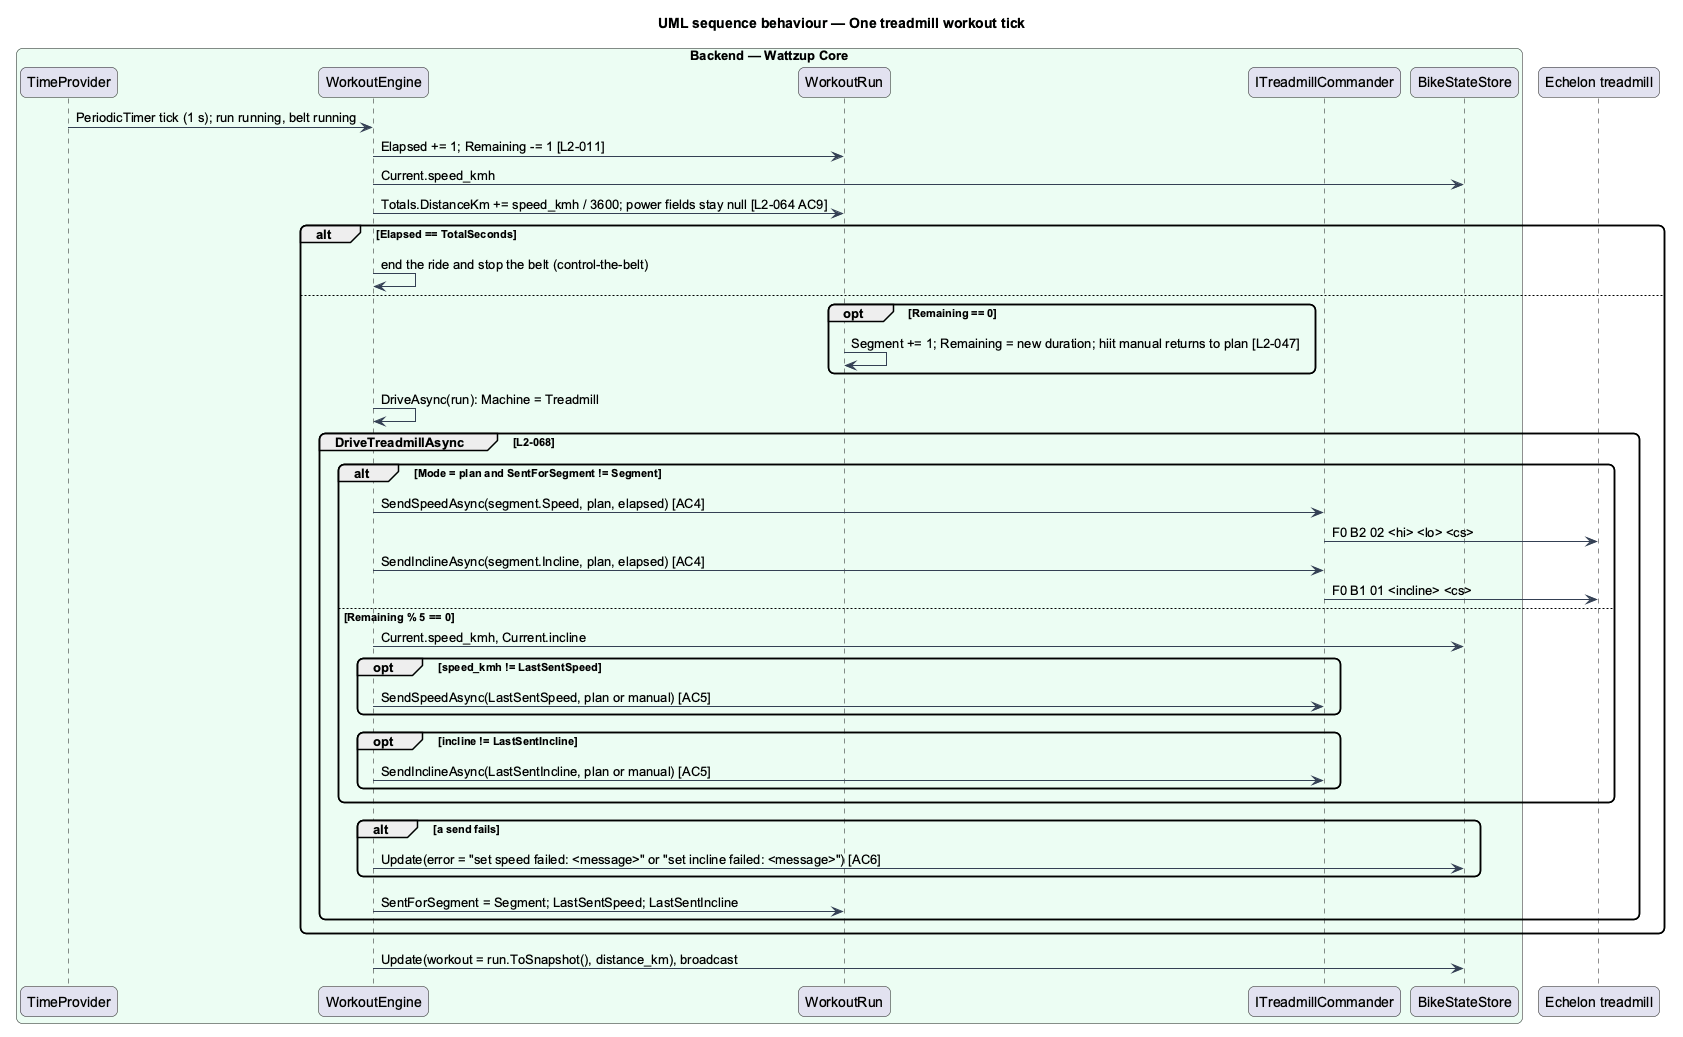 UML sequence behaviour — One treadmill workout tick
Backend — Wattzup Core
TimeProvider
WorkoutEngine
WorkoutRun
ITreadmillCommander
BikeStateStore
Echelon treadmill
PeriodicTimer tick (1 s); run running, belt running
Elapsed += 1; Remaining -= 1 [L2-011]
Current.speed_kmh
Totals.DistanceKm += speed_kmh / 3600; power fields stay null [L2-064 AC9]
alt [Elapsed == TotalSeconds]
end the ride and stop the belt (control-the-belt)
opt [Remaining == 0]
Segment += 1; Remaining = new duration; hiit manual returns to plan [L2-047]
DriveAsync(run): Machine = Treadmill
DriveTreadmillAsync [L2-068]
alt [Mode = plan and SentForSegment != Segment]
SendSpeedAsync(segment.Speed, plan, elapsed) [AC4]
F0 B2 02 <hi> <lo> <cs>
SendInclineAsync(segment.Incline, plan, elapsed) [AC4]
F0 B1 01 <incline> <cs>
[Remaining % 5 == 0]
Current.speed_kmh, Current.incline
opt [speed_kmh != LastSentSpeed]
SendSpeedAsync(LastSentSpeed, plan or manual) [AC5]
opt [incline != LastSentIncline]
SendInclineAsync(LastSentIncline, plan or manual) [AC5]
alt [a send fails]
Update(error = "set speed failed: <message>" or "set incline failed: <message>") [AC6]
SentForSegment = Segment; LastSentSpeed; LastSentIncline
Update(workout = run.ToSnapshot(), distance_km), broadcast
TimeProvider
WorkoutEngine
WorkoutRun
ITreadmillCommander
BikeStateStore
Echelon treadmill